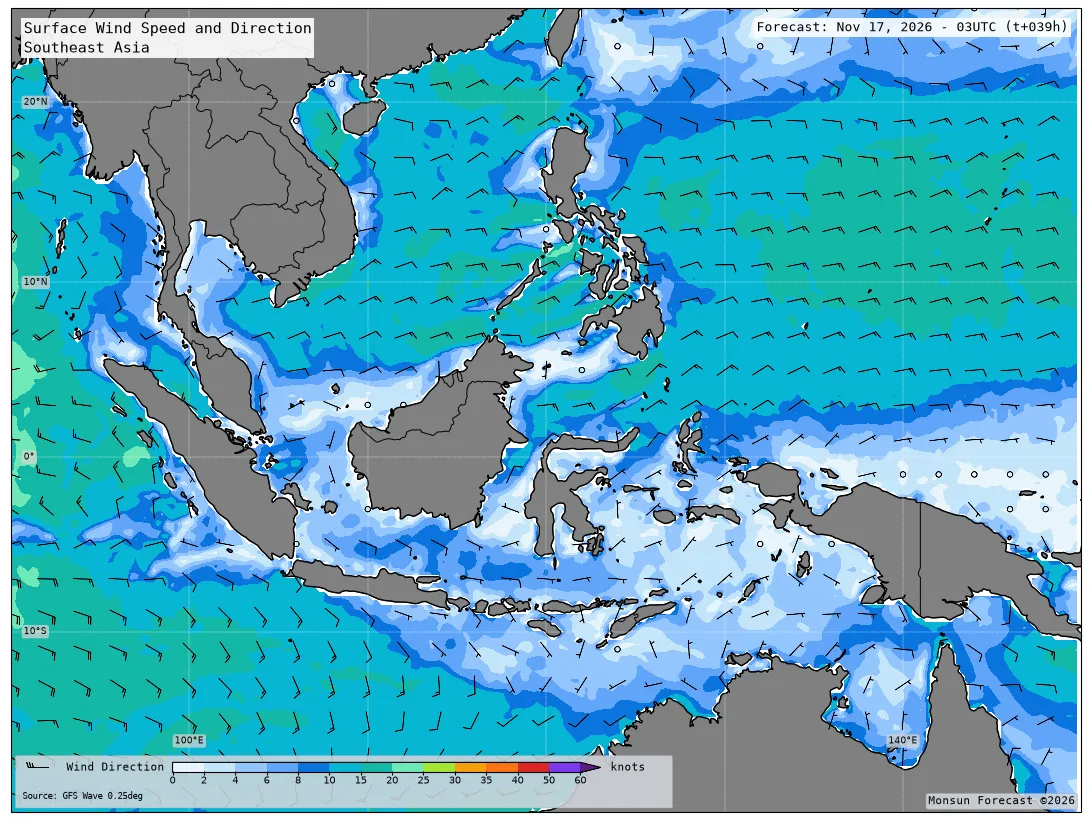 Surface Wind Speed and Direction
Southeast Asia
Forecast: Nov 17, 2026 - 03UTC (t+039h)
20°N
10°N
0°
10°S
100°E
140°E
Wind Direction
0 2 4 6 8 10 15 20 25 30 35 40 50 60
knots
Source: GFS Wave 0.25deg
Monsun Forecast ©2026